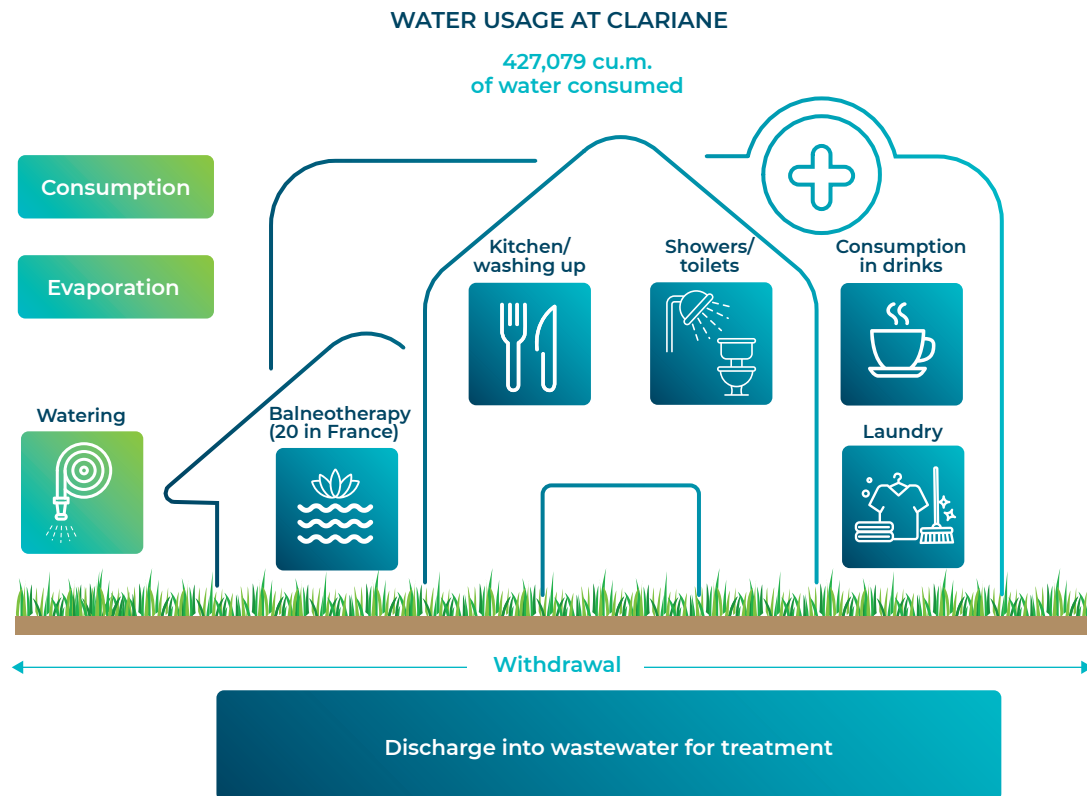 WATER USAGE AT CLARIANE
427,079 cu.m.
of water consumed
Consumption
Evaporation
Kitchen/
washing up
Showers/
toilets
Consumption
in drinks
Watering
Balneotherapy
(20 in France)
Laundry
Withdrawal
Discharge into wastewater for treatment